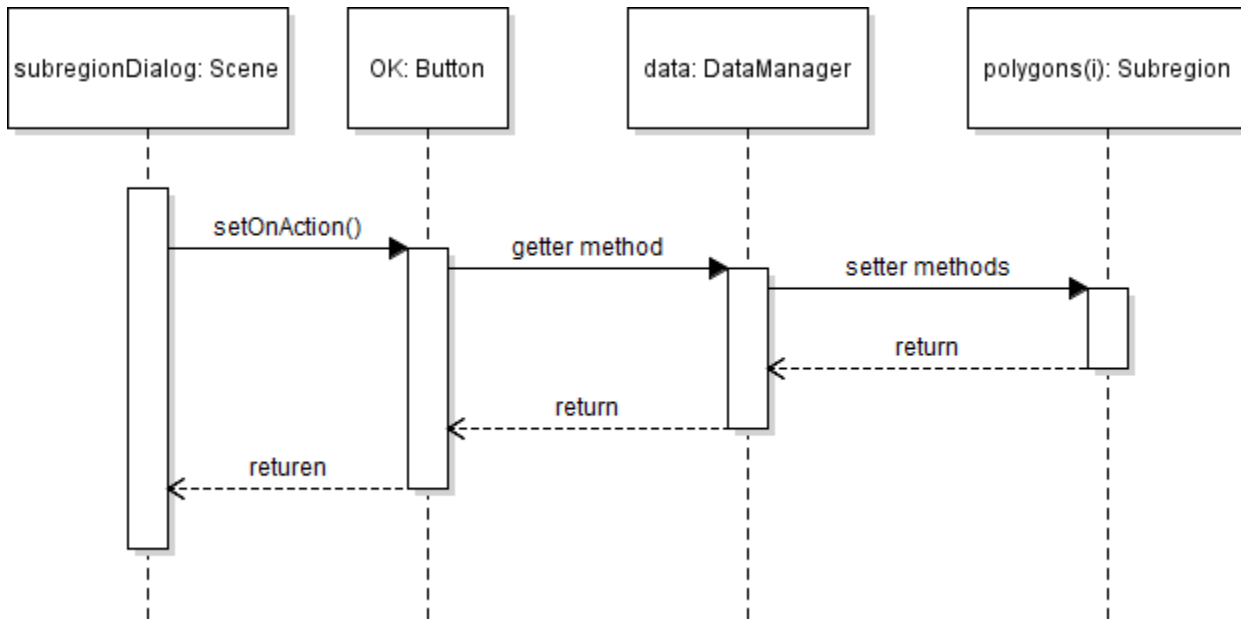 subregionDialog: Scene
OK: Button
data: DataManager
polygons(i): Subregion
setOnAction()
getter method
setter methods
return
return
returen